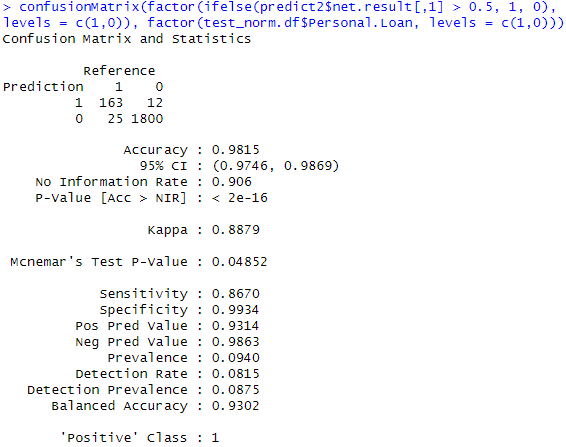 > confusionMatrix(factor(ifelse(predict2$net.result[,1] > 0.5, 1, 0),
levels = c(1,0)), factor(test_norm.df$Personal.Loan, levels = c(1,0)))
Confusion Matrix and Statistics
Reference
Prediction 1 0
1 163 12
0 25 1800
Accuracy : 0.9815
95% CI : (0.9746, 0.9869)
No Information Rate : 0.906
P-Value [Acc > NIR] : < 2e-16
Kappa : 0.8879
Mcnemar's Test P-Value : 0.04852
Sensitivity : 0.8670
Specificity : 0.9934
Pos Pred Value : 0.9314
Neg Pred Value : 0.9863
Prevalence : 0.0940
Detection Rate : 0.0815
Detection Prevalence : 0.0875
Balanced Accuracy : 0.9302
'Positive' Class : 1